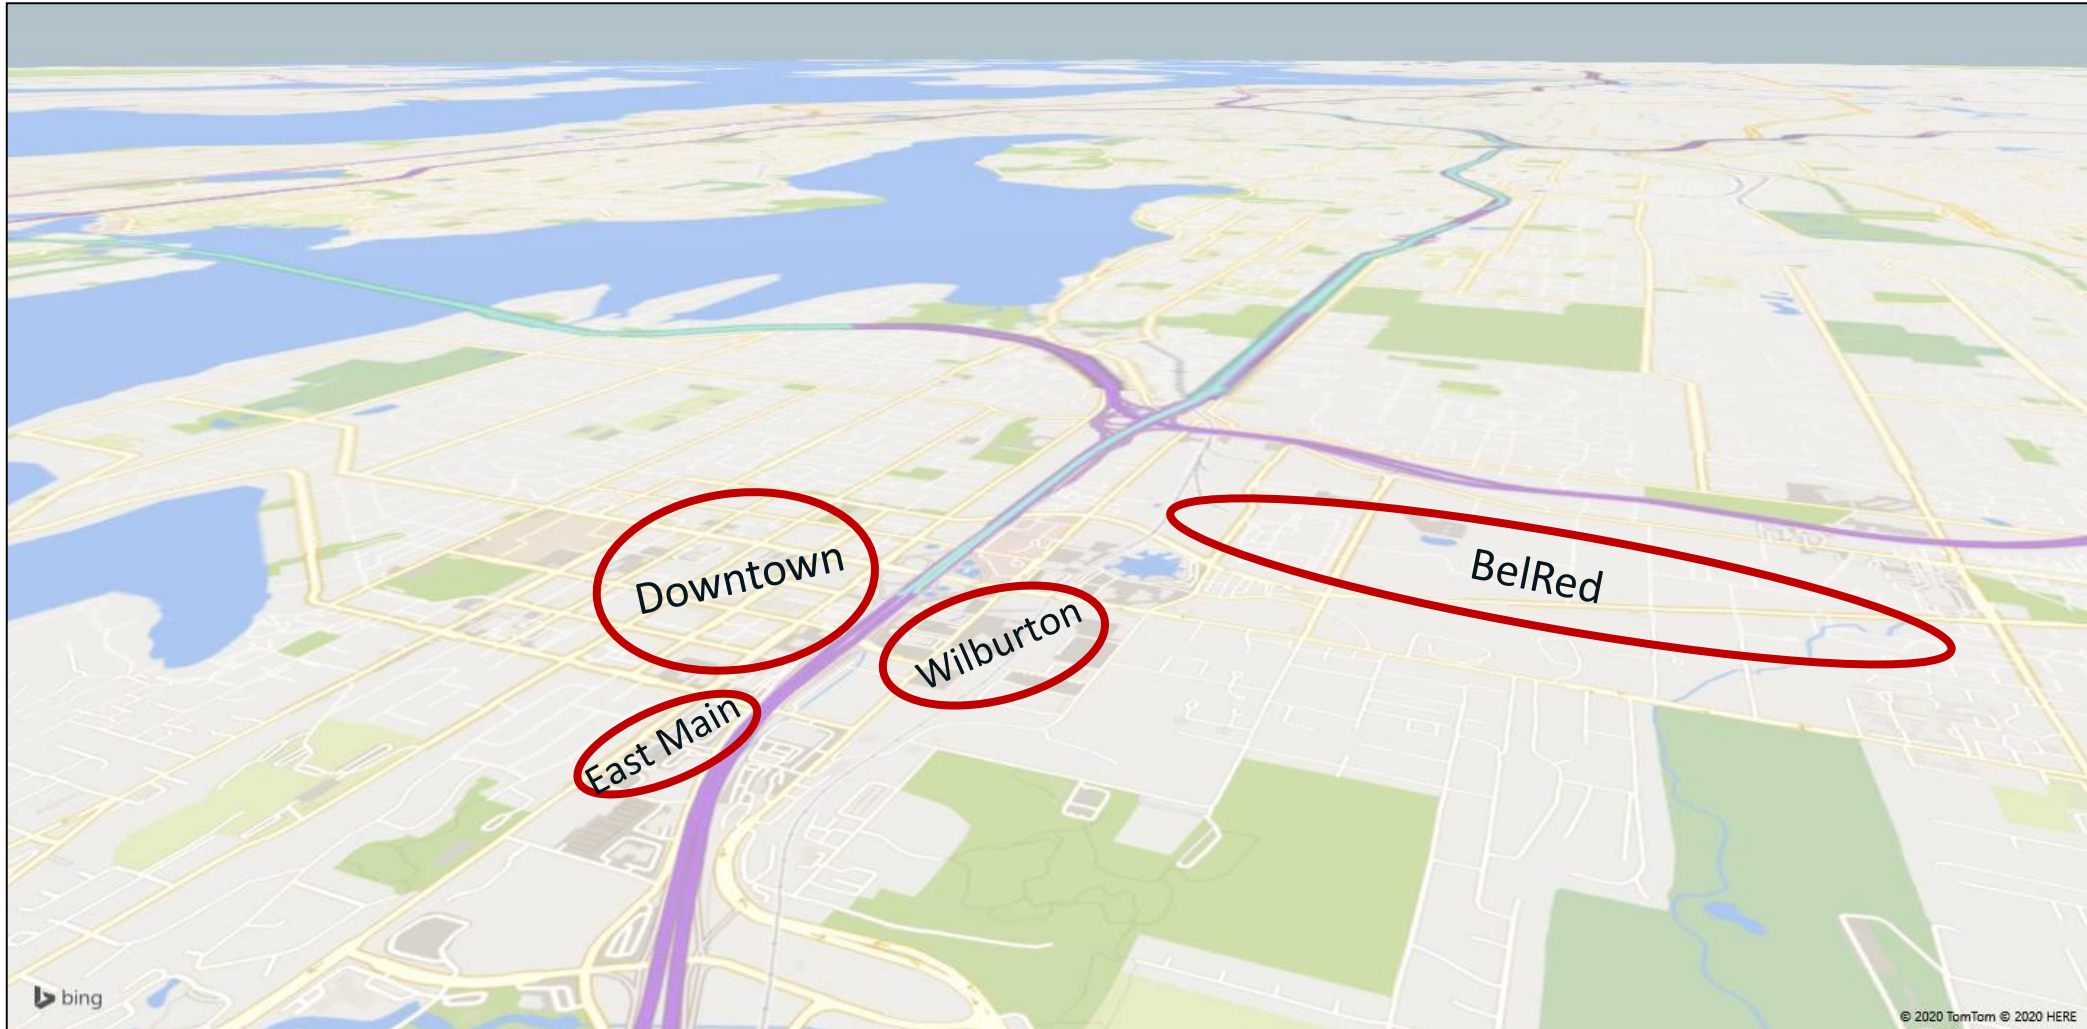 Downtown
BelRed
Wilburton
East Main
bing
© 2020 TomTom © 2020 HERE